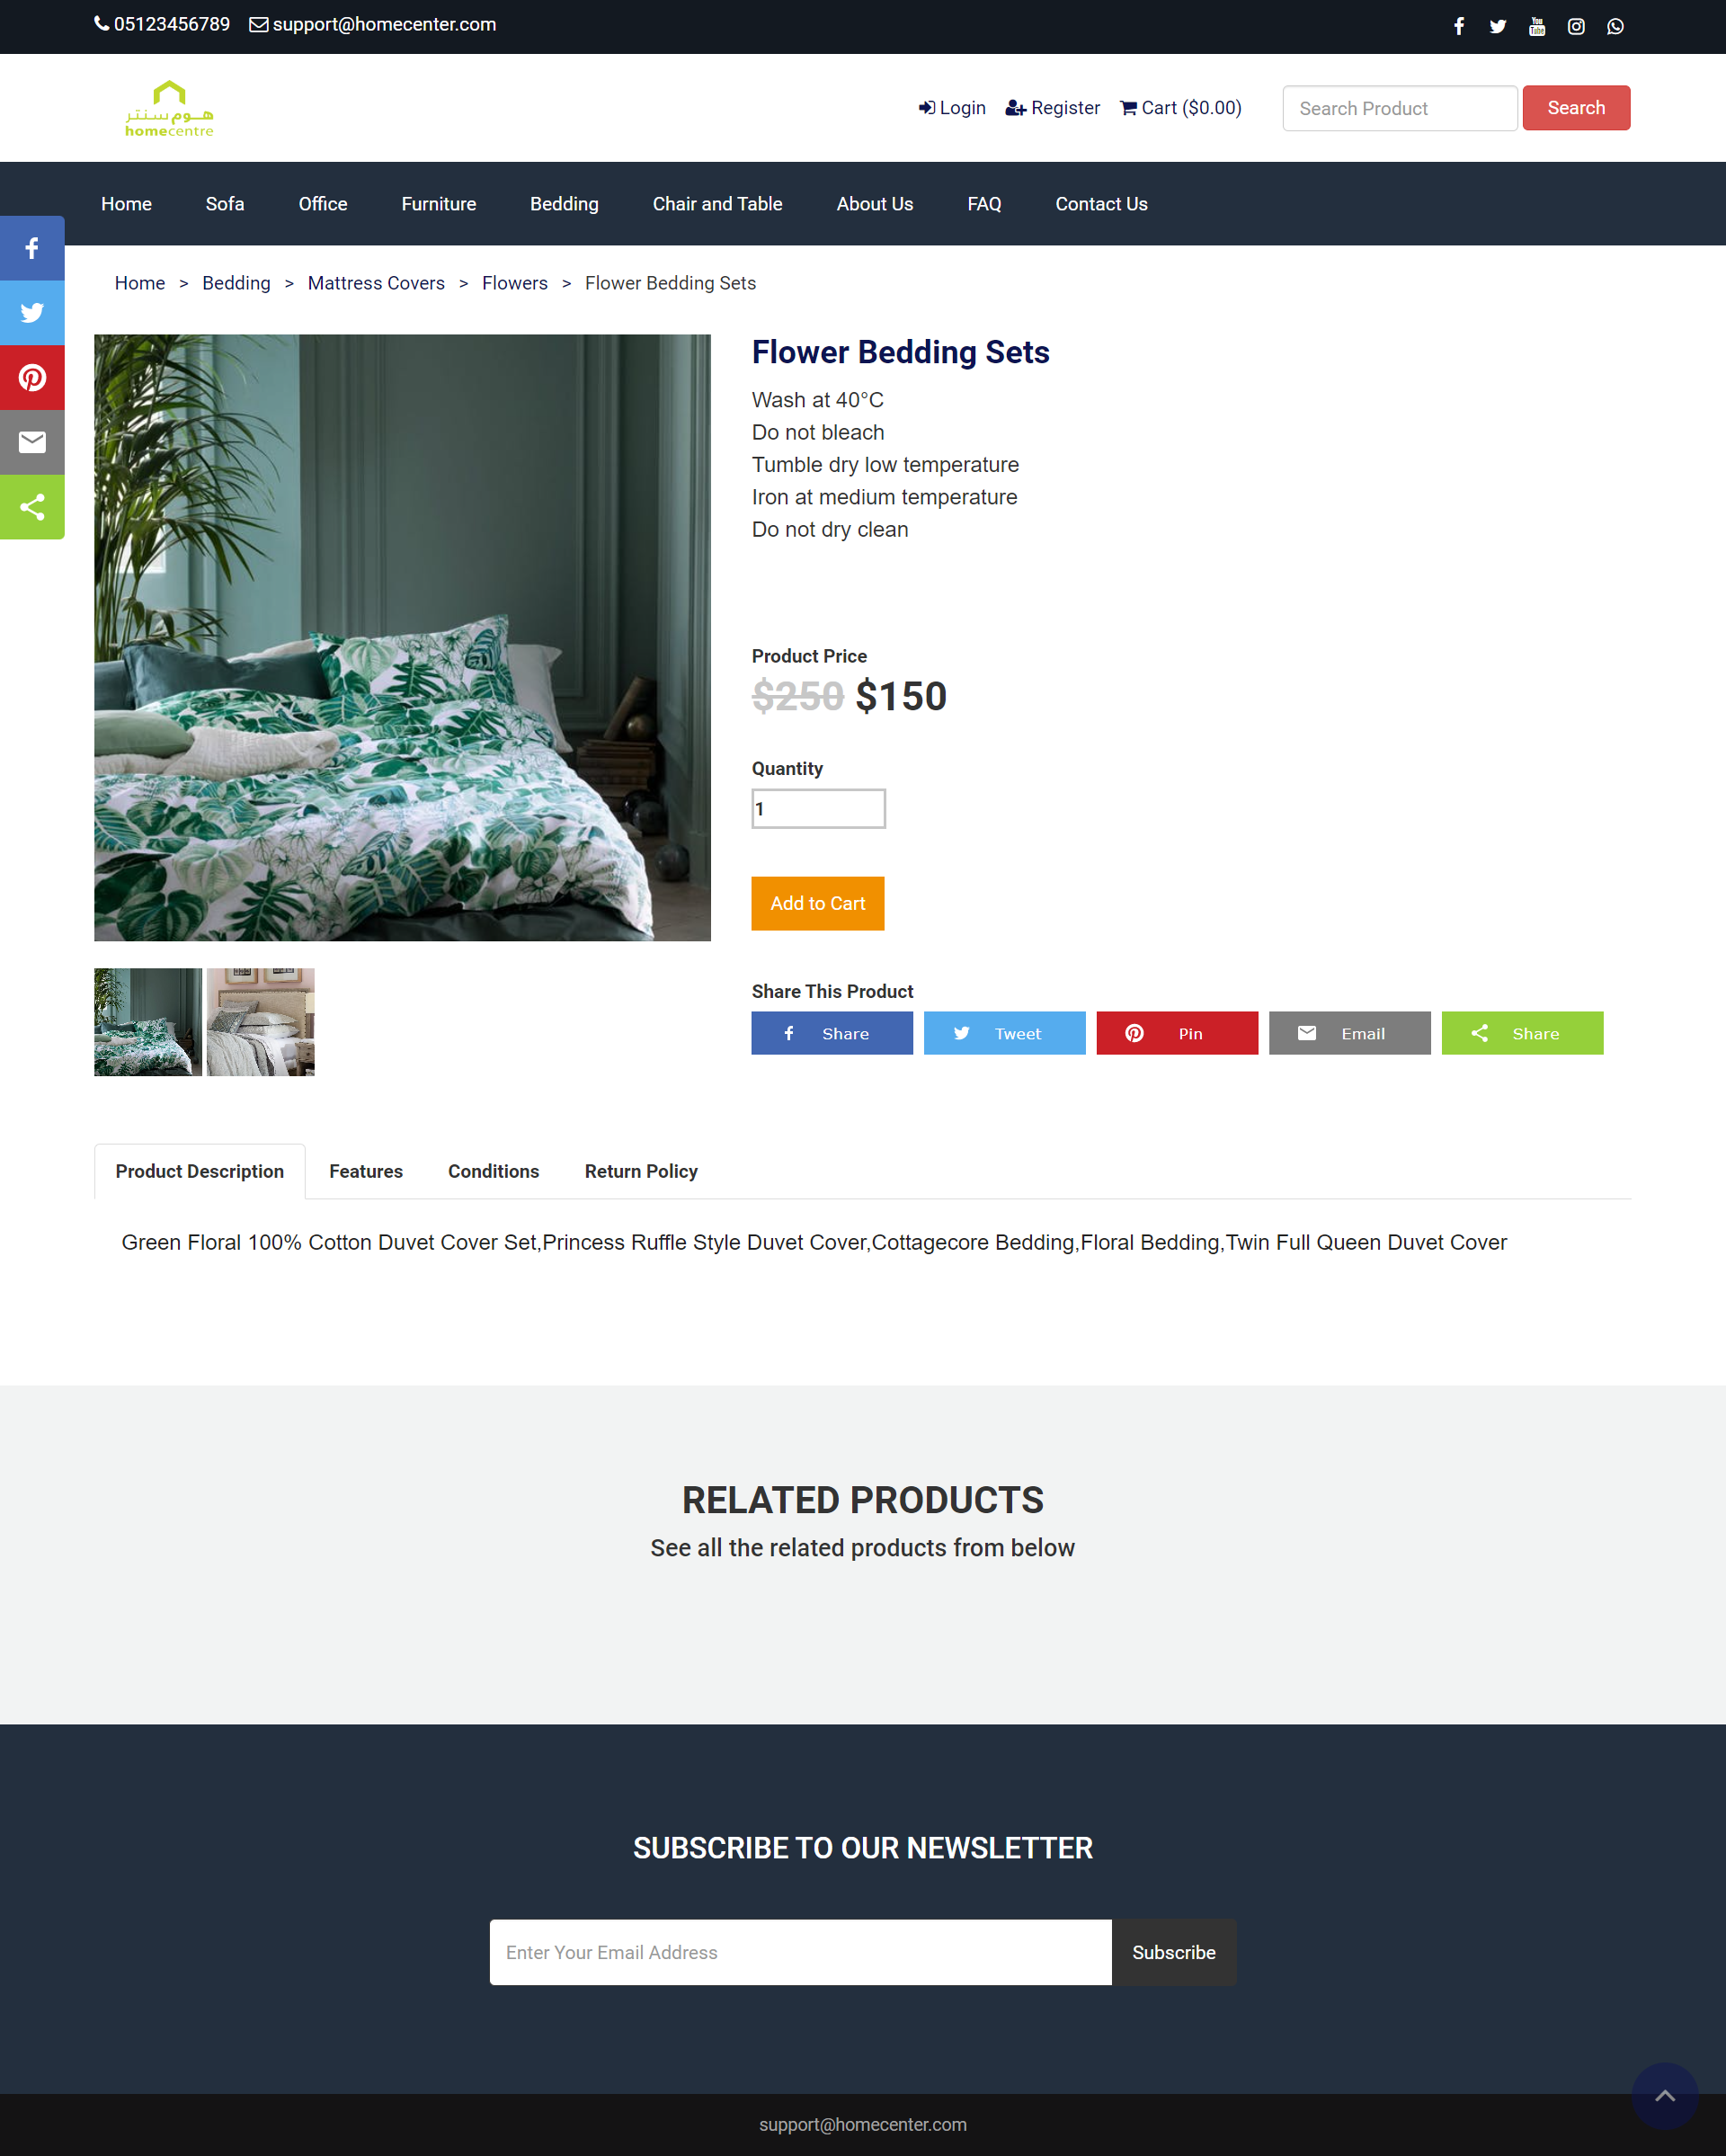 05123456789 support@homecenter.com
You
Tube
هوم سنتر
homecentre
Login Register Cart ($0.00)
Search Product Search
Home Sofa Office Furniture Bedding Chair and Table About Us FAQ Contact Us
Home > Bedding > Mattress Covers > Flowers > Flower Bedding Sets
Flower Bedding Sets
Wash at 40°C
Do not bleach
Tumble dry low temperature
Iron at medium temperature
Do not dry clean
Product Price
$250 $150
Quantity
1
Add to Cart
Share This Product
Share Tweet Pin Email Share
Product Description Features Conditions Return Policy
Green Floral 100% Cotton Duvet Cover Set,Princess Ruffle Style Duvet Cover,Cottagecore Bedding,Floral Bedding,Twin Full Queen Duvet Cover
RELATED PRODUCTS
See all the related products from below
SUBSCRIBE TO OUR NEWSLETTER
Enter Your Email Address Subscribe
support@homecenter.com